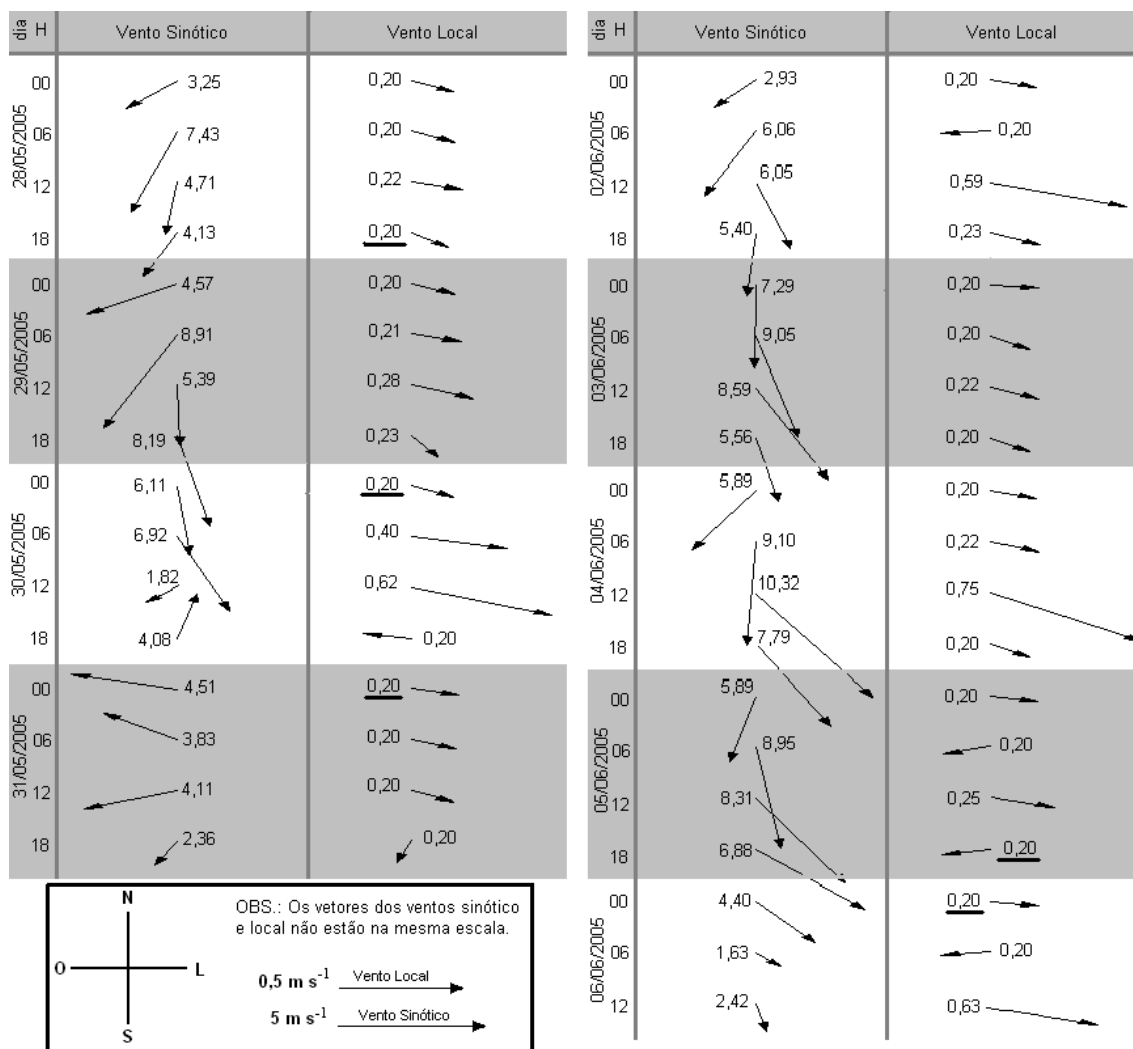 dia H Vento Sinótico Vento Local
28/05/2005
00 3,25 0,20
06 7,43 0,20
12 4,71 0,22
18 4,13 0,20
29/05/2005
00 4,57 0,20
06 8,91 0,21
12 5,39 0,28
18 8,19 0,23
30/05/2005
00 6,11 0,20
06 6,92 0,40
12 1,82 0,62
18 4,08 0,20
31/05/2005
00 4,51 0,20
06 3,83 0,20
12 4,11 0,20
18 2,36 0,20
N
O L
S
OBS.: Os vetores dos ventos sinótico
e local não estão na mesma escala.
0,5 m s⁻¹ Vento Local
5 m s⁻¹ Vento Sinótico
dia H Vento Sinótico Vento Local
02/06/2005
00 2,93 0,20
06 6,06 0,20
12 6,05 0,59
18 5,40 0,23
03/06/2005
00 7,29 0,20
06 9,05 0,20
12 8,59 0,22
18 5,56 0,20
04/06/2005
00 5,89 0,20
06 9,10 0,22
12 10,32 0,75
18 7,79 0,20
05/06/2005
00 5,89 0,20
06 8,95 0,20
12 8,31 0,25
18 6,88 0,20
06/06/2005
00 4,40 0,20
06 1,63 0,20
12 2,42 0,63